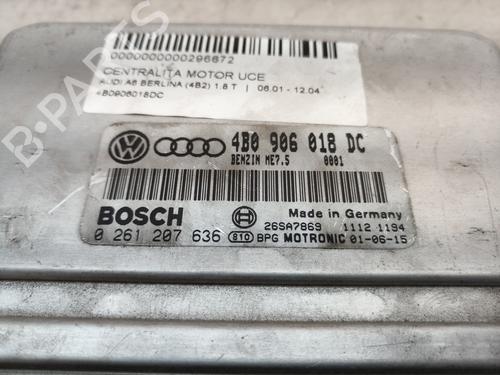 0000000000296672
CENTRALITA MOTOR UCE
AUDI A6 BERLINA (4B2) 1.8 T | 06.01 - 12.04
4B0906018DC
4B0 906 018 DC
BENZIN ME7.5 0001
BOSCH
Made in Germany
26SA7869 1112 1194
0 261 207 636 810 BPG MOTRONIC 01-06-15
B-PARTS